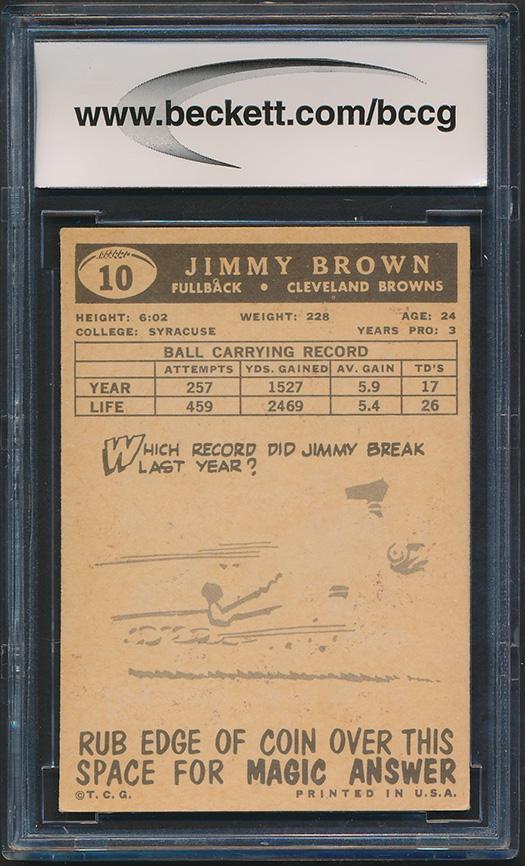 www.beckett.com/bccg
10
JIMMY BROWN
FULLBACK • CLEVELAND BROWNS
HEIGHT: 6:02 WEIGHT: 228 AGE: 24
COLLEGE: SYRACUSE YEARS PRO: 3
BALL CARRYING RECORD
ATTEMPTS YDS. GAINED AV. GAIN TD'S
YEAR 257 1527 5.9 17
LIFE 459 2469 5.4 26
WHICH RECORD DID JIMMY BREAK
LAST YEAR?
RUB EDGE OF COIN OVER THIS
SPACE FOR MAGIC ANSWER
©T.C.G. PRINTED IN U.S.A.